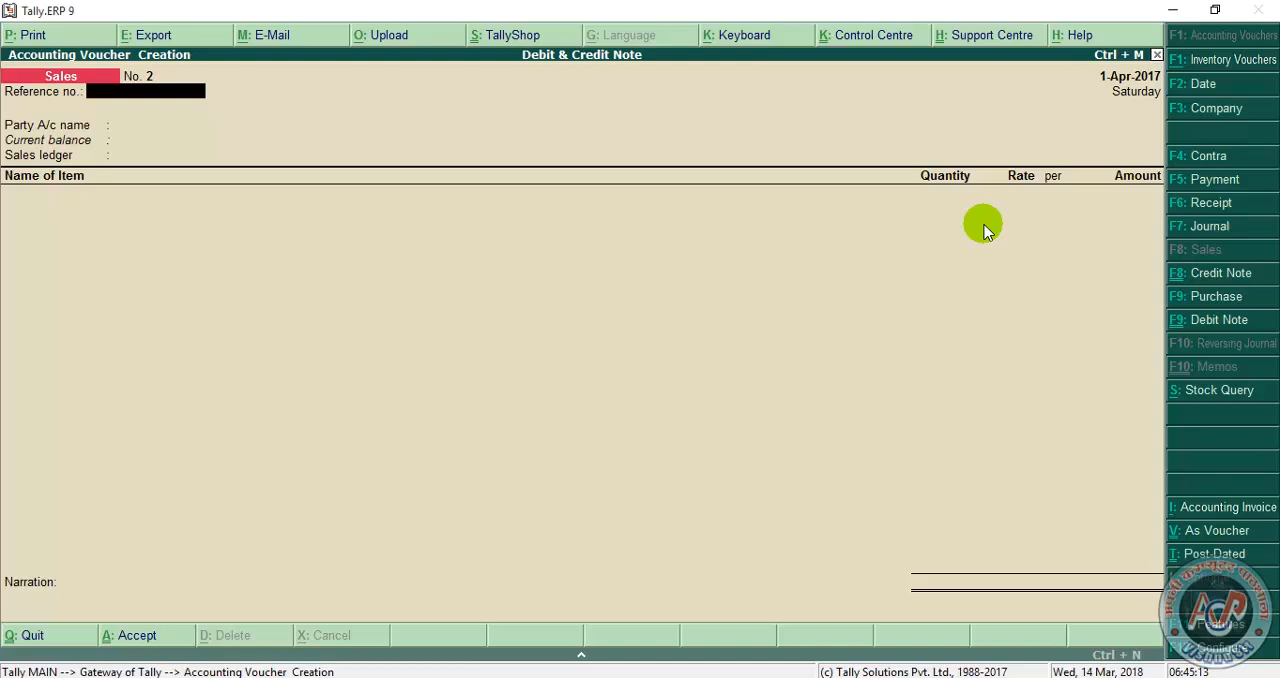 Tally.ERP 9
P: Print
E: Export
M: E-Mail
O: Upload
S: TallyShop
G: Language
K: Keyboard
K: Control Centre
H: Support Centre
H: Help
Accounting Voucher Creation
Debit & Credit Note
Ctrl + M
Sales
No. 2
1-Apr-2017
Reference no.:
Saturday
Party A/c name :
Current balance :
Sales ledger :
Name of Item
Quantity
Rate
per
Amount
Narration:
F1: Accounting Vouchers
F1: Inventory Vouchers
F2: Date
F3: Company
F4: Contra
F5: Payment
F6: Receipt
F7: Journal
F8: Sales
F8: Credit Note
F9: Purchase
F9: Debit Note
F10: Reversing Journal
F10: Memos
S: Stock Query
I: Accounting Invoice
V: As Voucher
T: Post-Dated
Features
ACP
Q: Quit
A: Accept
D: Delete
X: Cancel
Ctrl + N
Tally MAIN --> Gateway of Tally --> Accounting Voucher Creation
(c) Tally Solutions Pvt. Ltd., 1988-2017
Wed, 14 Mar, 2018
06:45:13